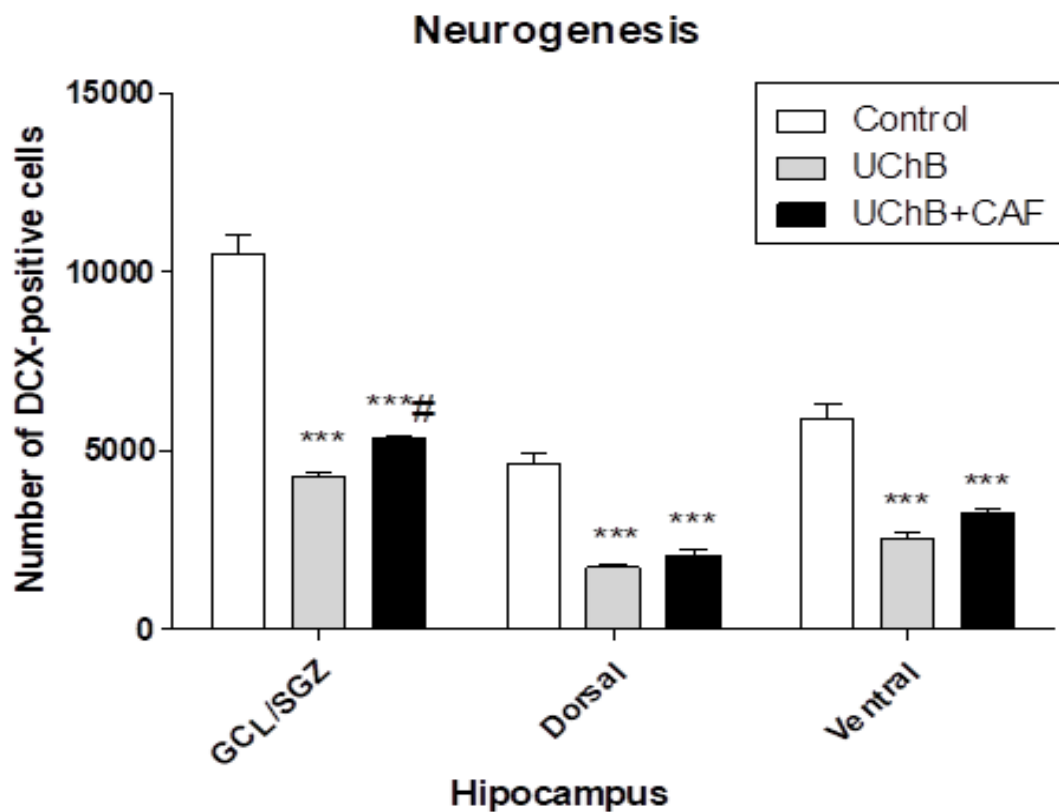 Neurogenesis
15000
10000
5000
0
Number of DCX-positive cells
Control
UChB
UChB+CAF
***
***#
***
***
***
***
GCL/SGZ
Dorsal
Ventral
Hipocampus